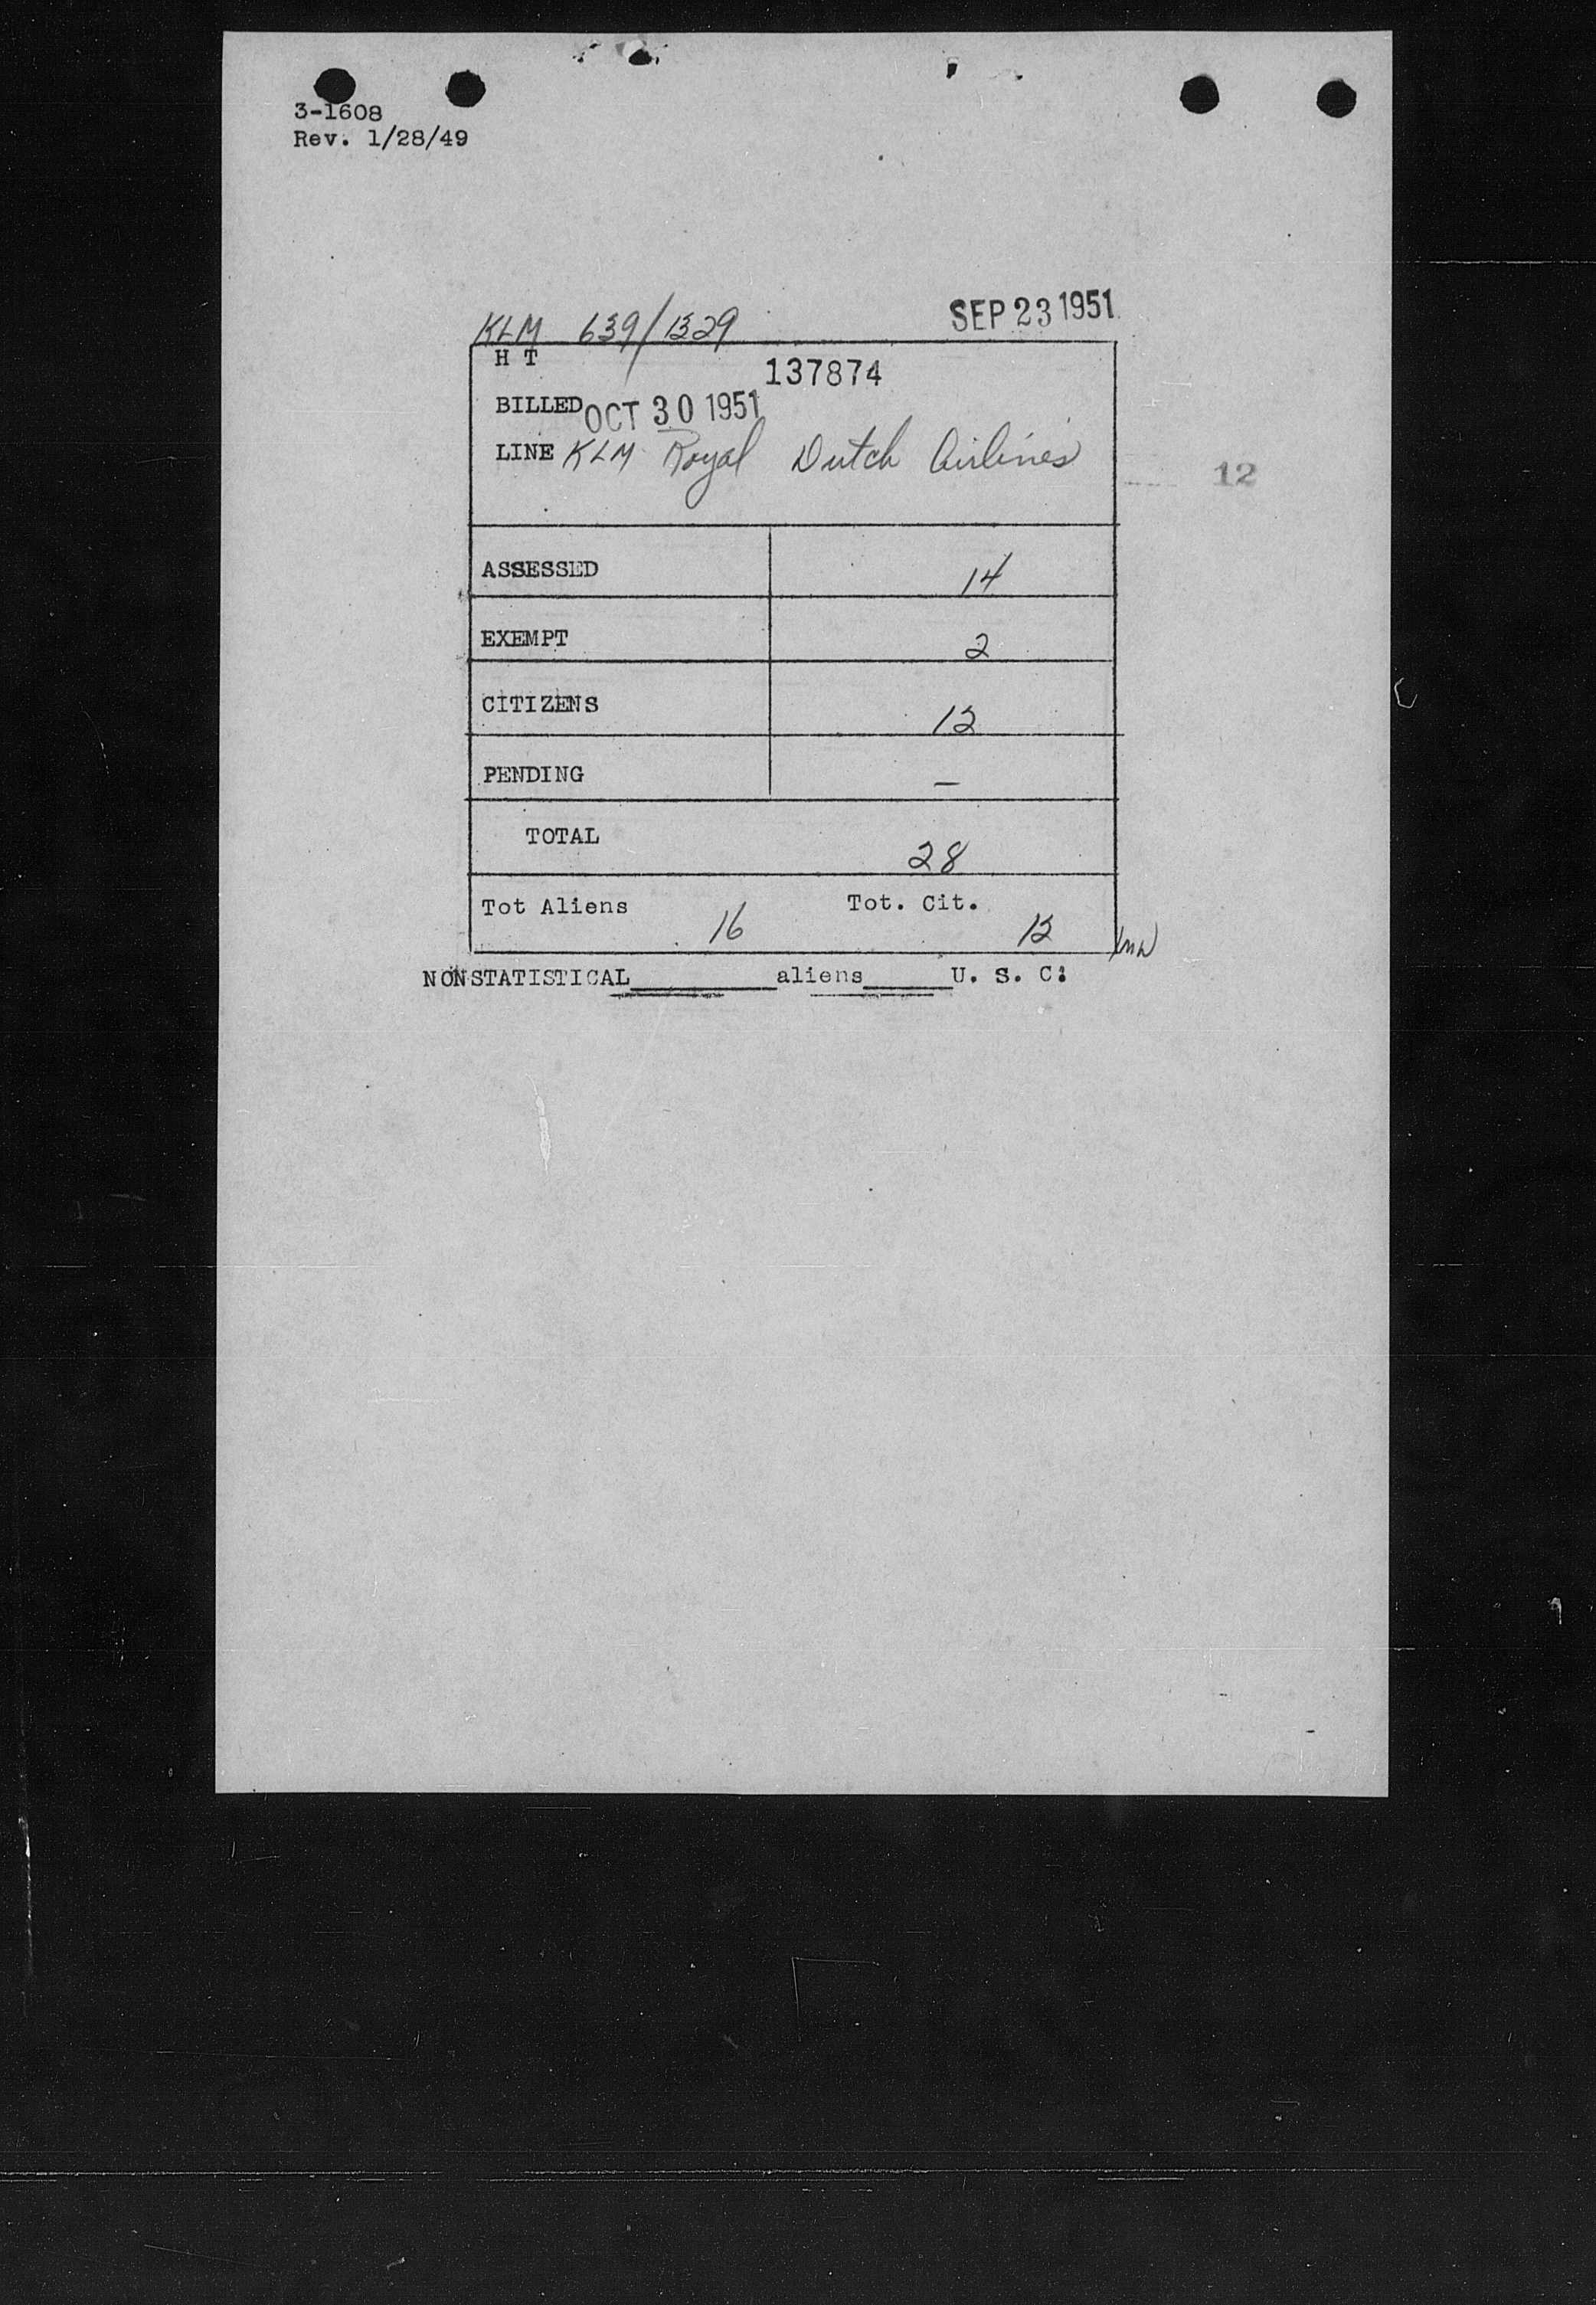 3-1608
Rev. 1/28/49
KLM 639/1329
SEP 23 1951
H T
137874
BILLED OCT 30 1951
LINE KLM Royal Dutch Airlines
12
ASSESSED 14
EXEMPT 2
CITIZENS 12
PENDING —
TOTAL 28
Tot Aliens 16 Tot. Cit. 12
NONSTATISTICAL__________aliens______U. S. C.